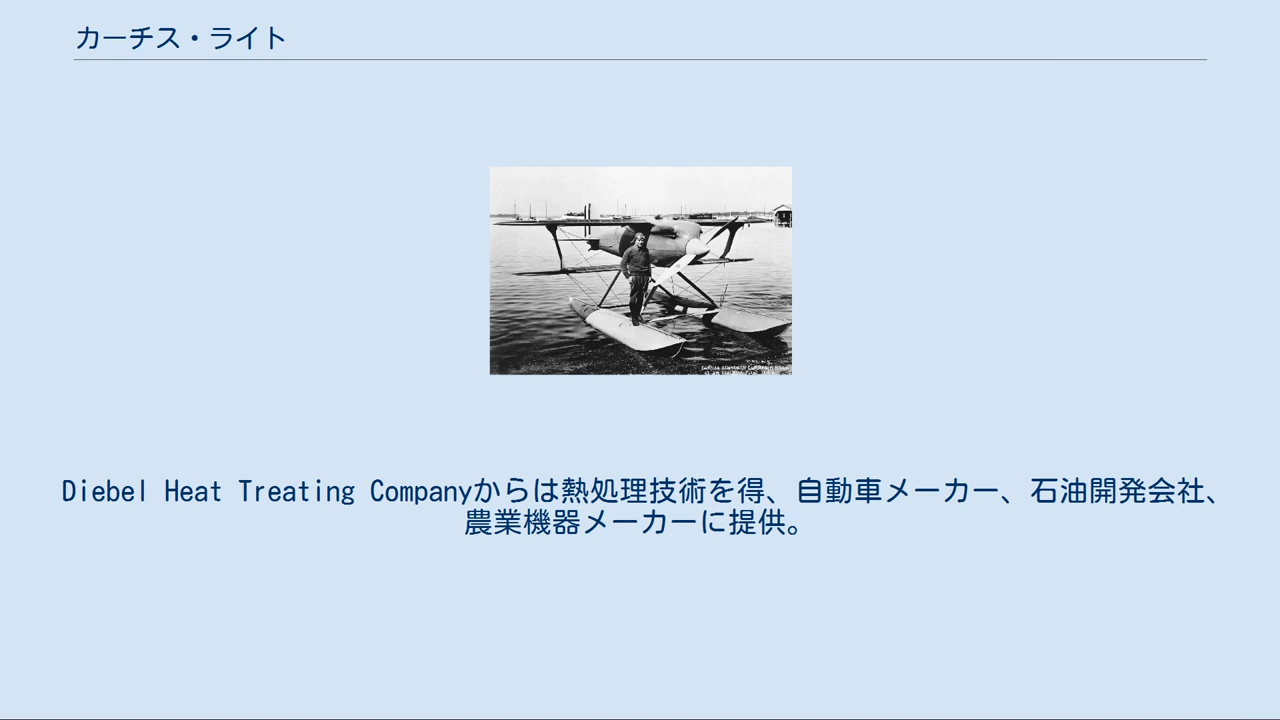 カーチス・ライト
Diebel Heat Treating Companyからは熱処理技術を得、自動車メーカー、石油開発会社、
農業機器メーカーに提供。